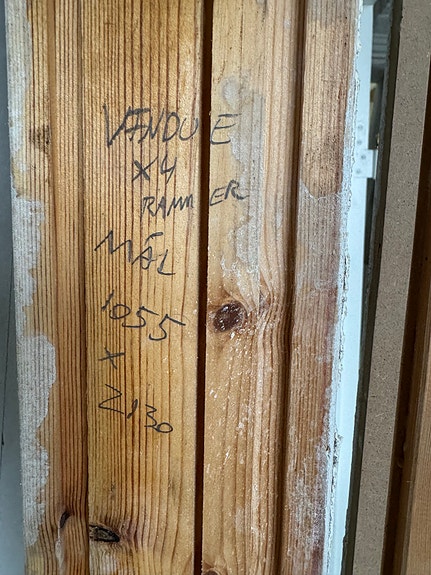 VINDUE
X4
RAMMER
MÅL
1055
X
2130